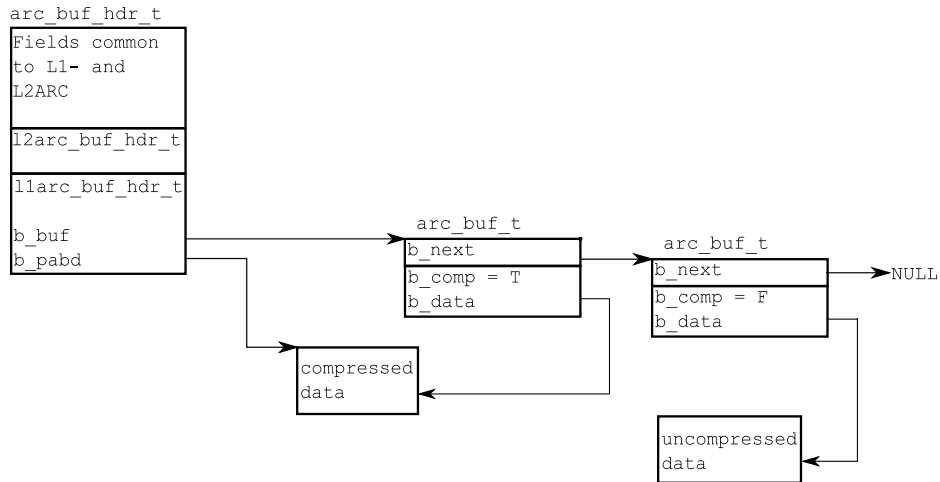 arc_buf_hdr_t
Fields common
to L1- and
L2ARC
l2arc_buf_hdr_t
l1arc_buf_hdr_t
b_buf
b_pabd
arc_buf_t
b_next
b_comp = T
b_data
arc_buf_t
b_next
b_comp = F
b_data
NULL
compressed
data
uncompressed
data